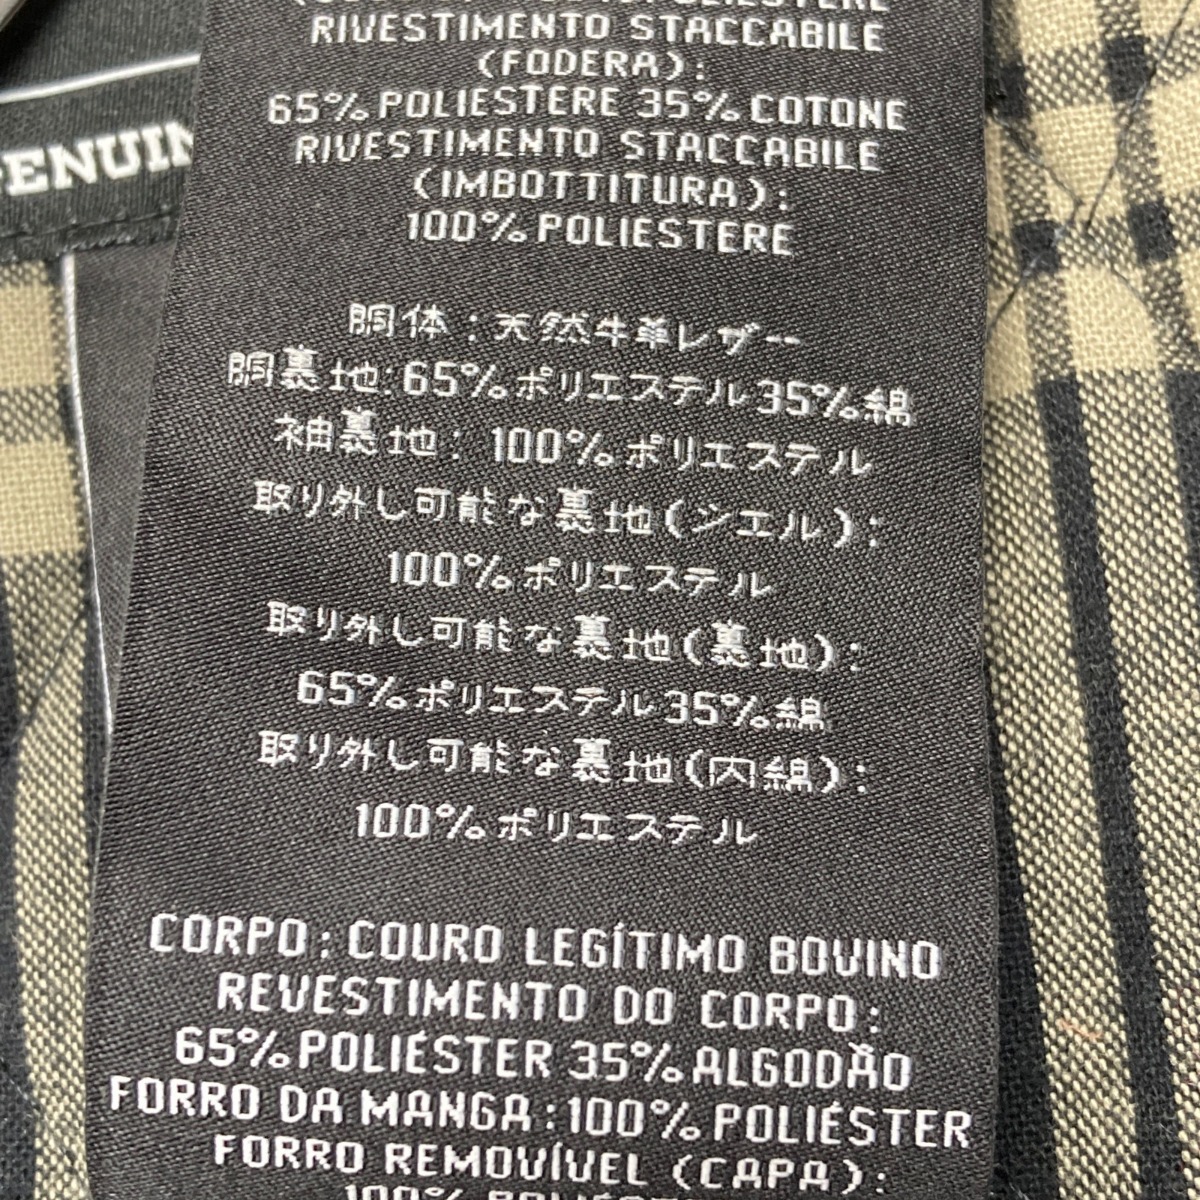 RIVESTIMENTO STACCABILE
(FODERA):
65% POLIESTERE 35% COTONE
RIVESTIMENTO STACCABILE
(IMBOTTITURA):
100% POLIESTERE
胴体:天然牛革レザー
胴裏地:65%ポリエステル35%綿
袖裏地: 100%ポリエステル
取り外し可能な裏地(シエル):
100%ポリエステル
取り外し可能な裏地(裏地):
65%ポリエステル35%綿
取り外し可能な裏地(内綿):
100%ポリエステル
CORPO: COURO LEGÍTIMO BOVINO
REVESTIMENTO DO CORPO:
65% POLIÉSTER 35% ALGODÃO
FORRO DA MANGA: 100% POLIÉSTER
FORRO REMOVÍVEL (CAPA):
100%
ENUIN